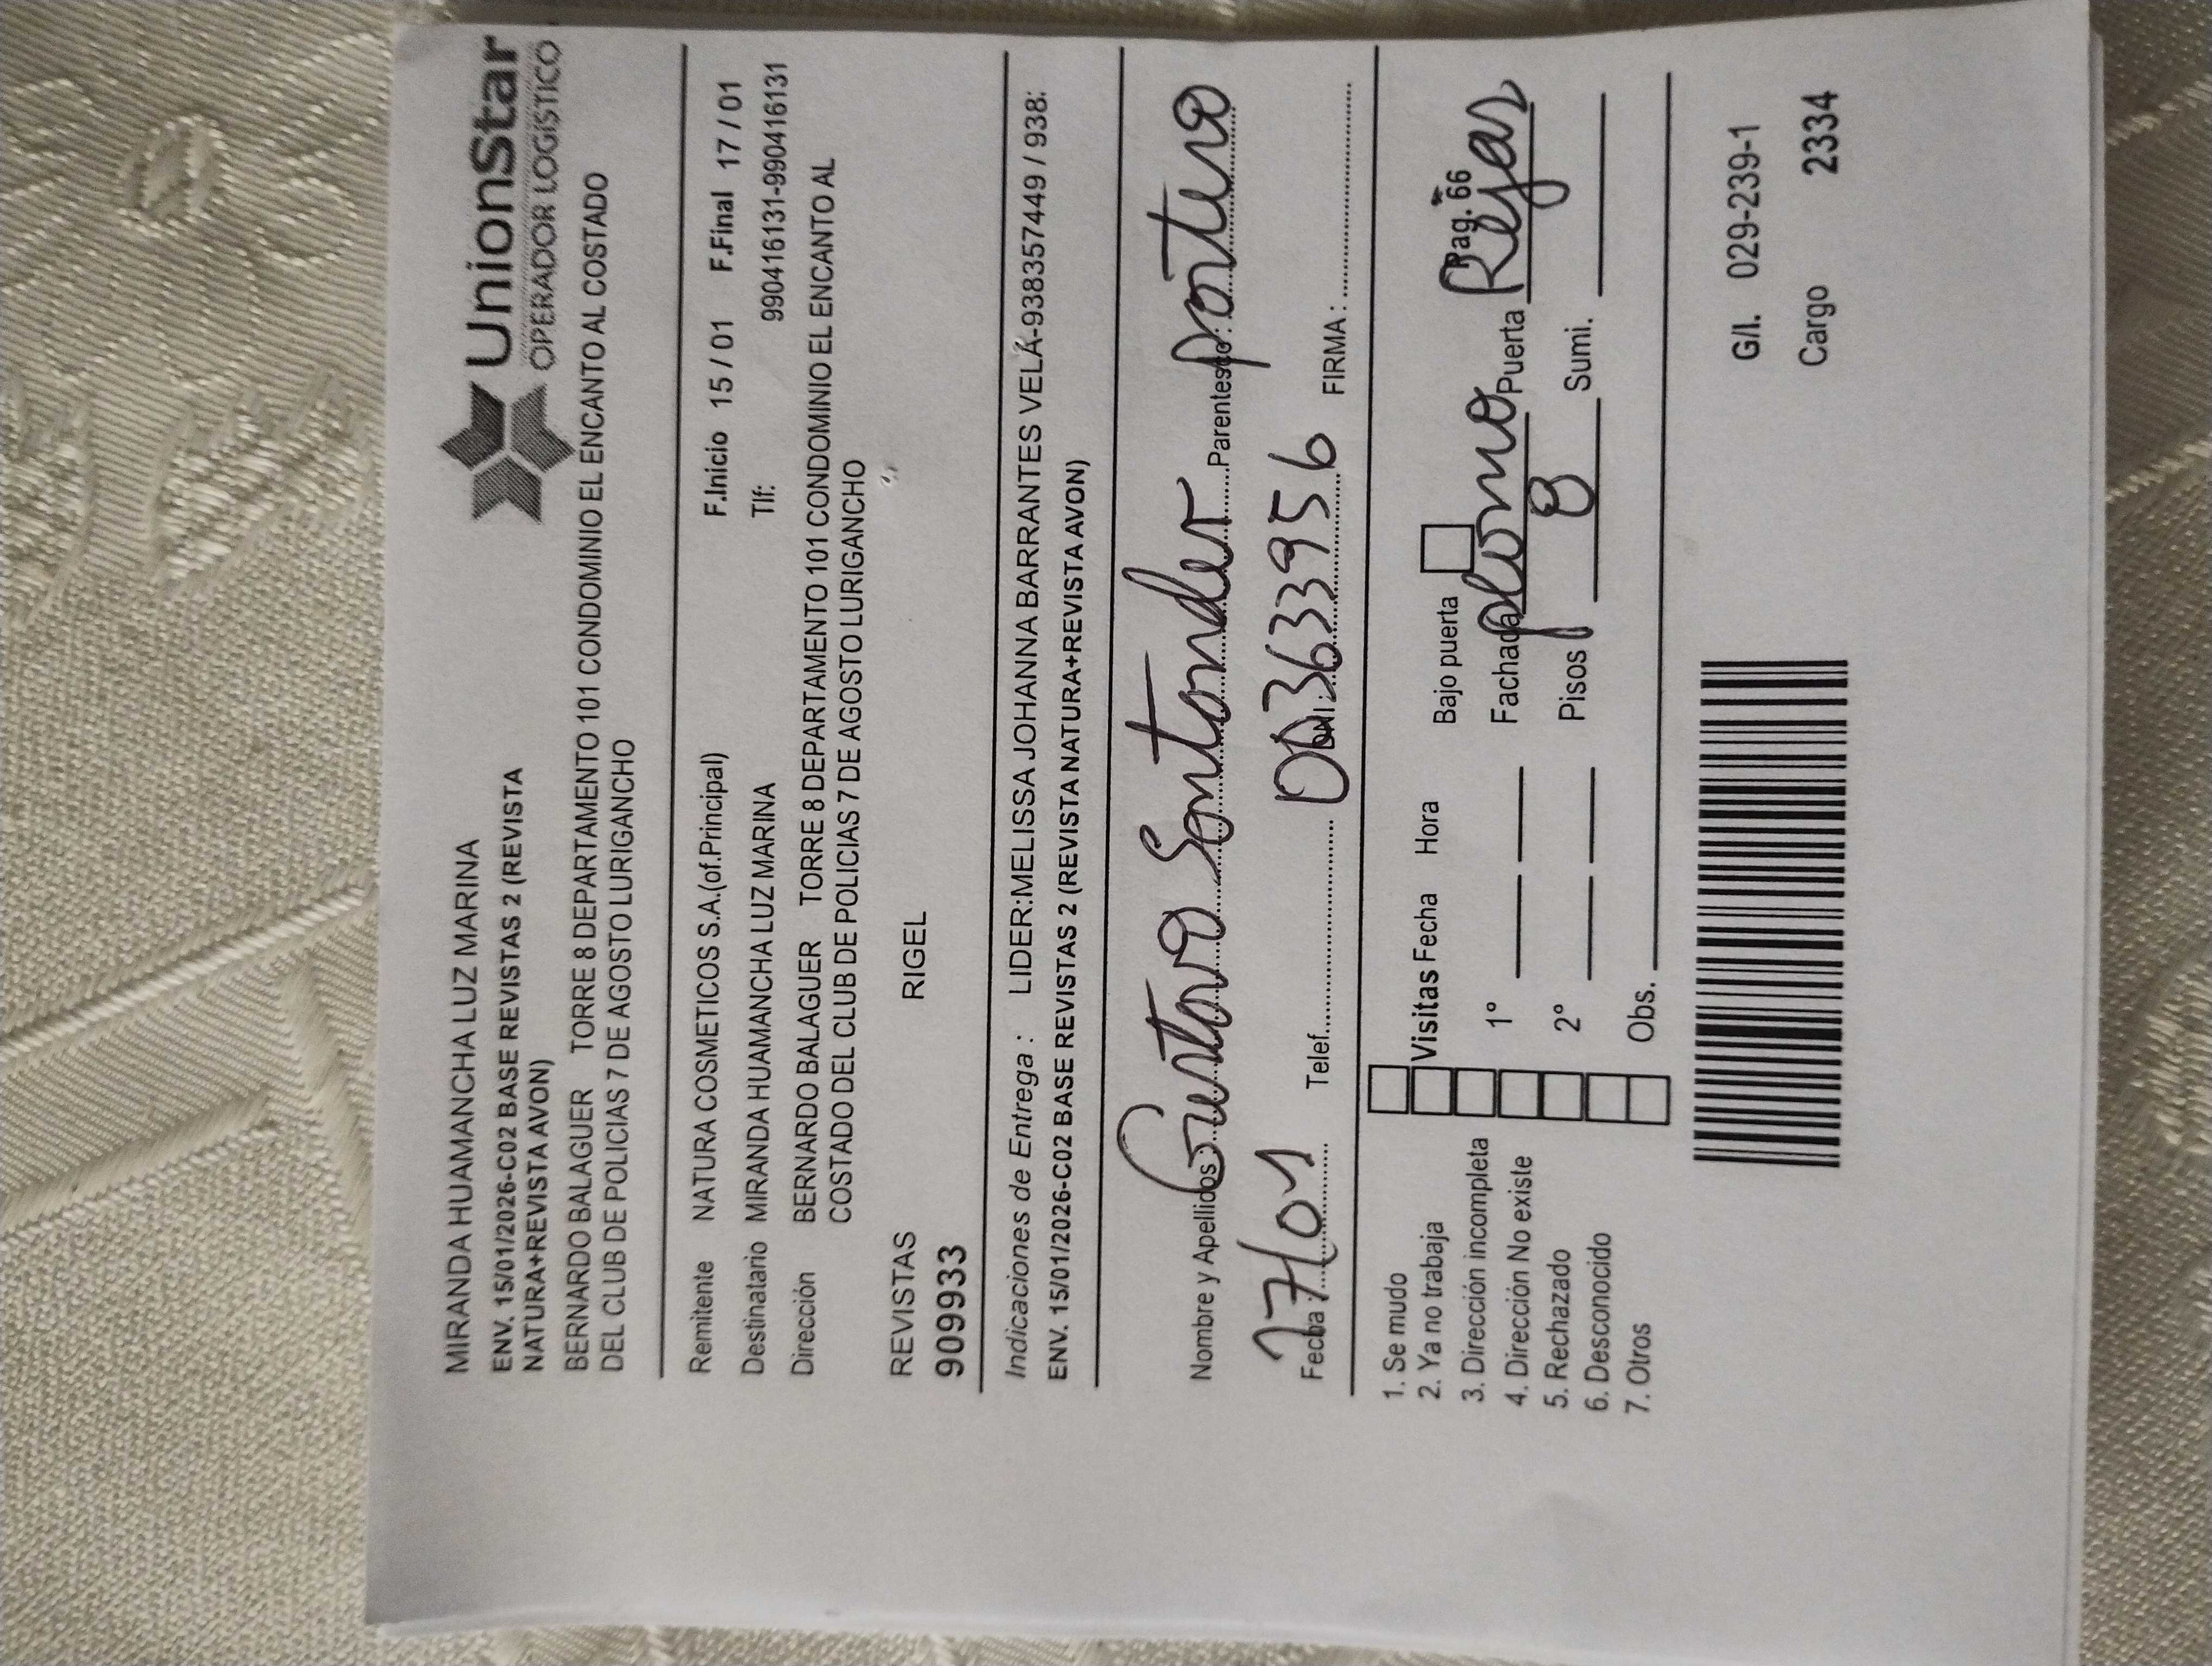 MIRANDA HUAMANCHA LUZ MARINA
UnionStar
OPERADOR LOGÍSTICO
ENV. 15/01/2026-C02 BASE REVISTAS 2 (REVISTA
NATURA+REVISTA AVON)
BERNARDO BALAGUER TORRE 8 DEPARTAMENTO 101 CONDOMINIO EL ENCANTO AL COSTADO
DEL CLUB DE POLICIAS 7 DE AGOSTO LURIGANCHO
Remitente NATURA COSMETICOS S.A.(of.Principal) F.Inicio 15 / 01 F.Final 17 / 01
Destinatario MIRANDA HUAMANCHA LUZ MARINA Tlf: 990416131-990416131
Dirección BERNARDO BALAGUER TORRE 8 DEPARTAMENTO 101 CONDOMINIO EL ENCANTO AL
COSTADO DEL CLUB DE POLICIAS 7 DE AGOSTO LURIGANCHO
REVISTAS RIGEL
909933
Indicaciones de Entrega : LIDER:MELISSA JOHANNA BARRANTES VELA-938357449 / 938:
ENV. 15/01/2026-C02 BASE REVISTAS 2 (REVISTA NATURA+REVISTA AVON)
Nombre y Apellidos: Gustavo Santander Parentesco: portero
Fecha : 17/01 Telef. DNI: 00363395 6 FIRMA :
1. Se mudo
2. Ya no trabaja
3. Dirección incompleta
4. Dirección No existe
5. Rechazado
6. Desconocido
7. Otros
Visitas Fecha Hora Bajo puerta Pag. 66
1° Fachada plomo Puerta Rejas
2° Pisos 8 Sumi.
Obs.
G/I. 029-239-1
Cargo 2334